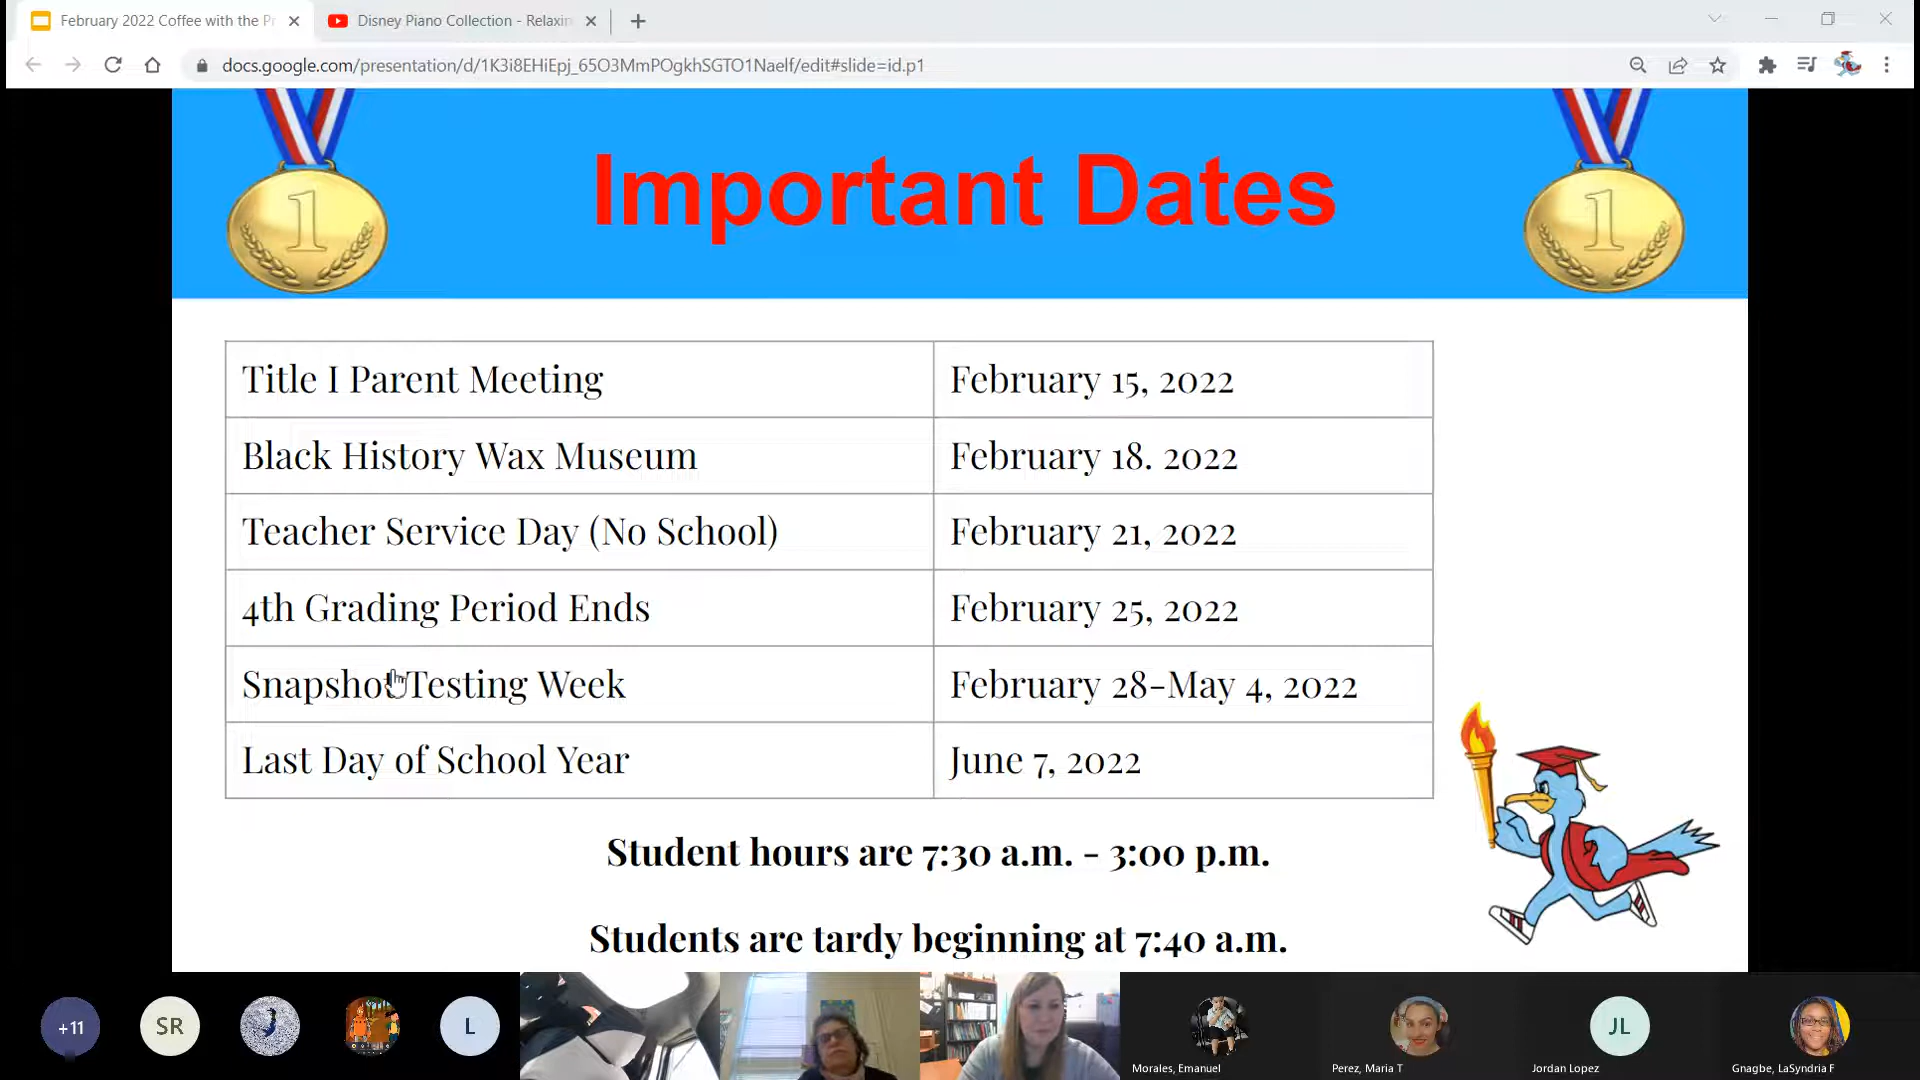 February 2022 Coffee with the Pr
Disney Piano Collection - Relaxin
docs.google.com/presentation/d/1K3i8EHiEpj_65O3MmPOgkhSGTO1Naelf/edit#slide=id.p1
Important Dates
1
1
Title I Parent Meeting February 15, 2022
Black History Wax Museum February 18. 2022
Teacher Service Day (No School) February 21, 2022
4th Grading Period Ends February 25, 2022
Snapshot Testing Week February 28-May 4, 2022
Last Day of School Year June 7, 2022
Student hours are 7:30 a.m. - 3:00 p.m.
Students are tardy beginning at 7:40 a.m.
+11
SR
L
JL
Morales, Emanuel
Perez, Maria T
Jordan Lopez
Gnagbe, LaSyndria F